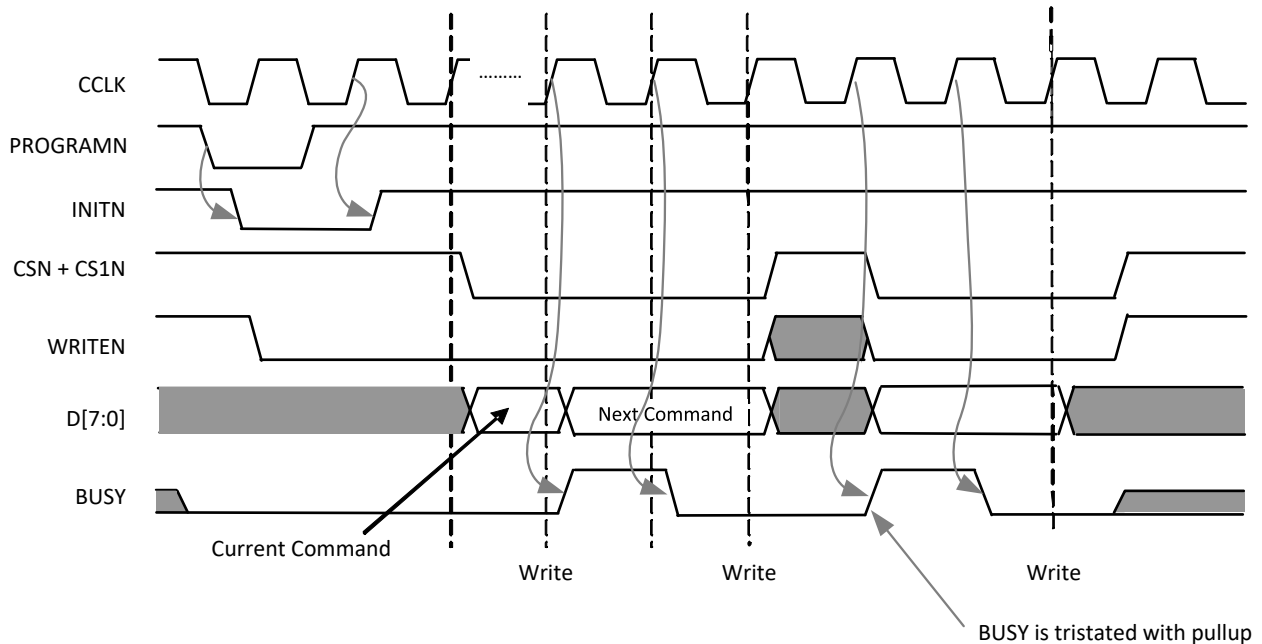 CCLK
.........
PROGRAMN
INITN
CSN + CS1N
WRITEN
D[7:0]
Next Command
BUSY
Current Command
Write
Write
Write
BUSY is tristated with pullup